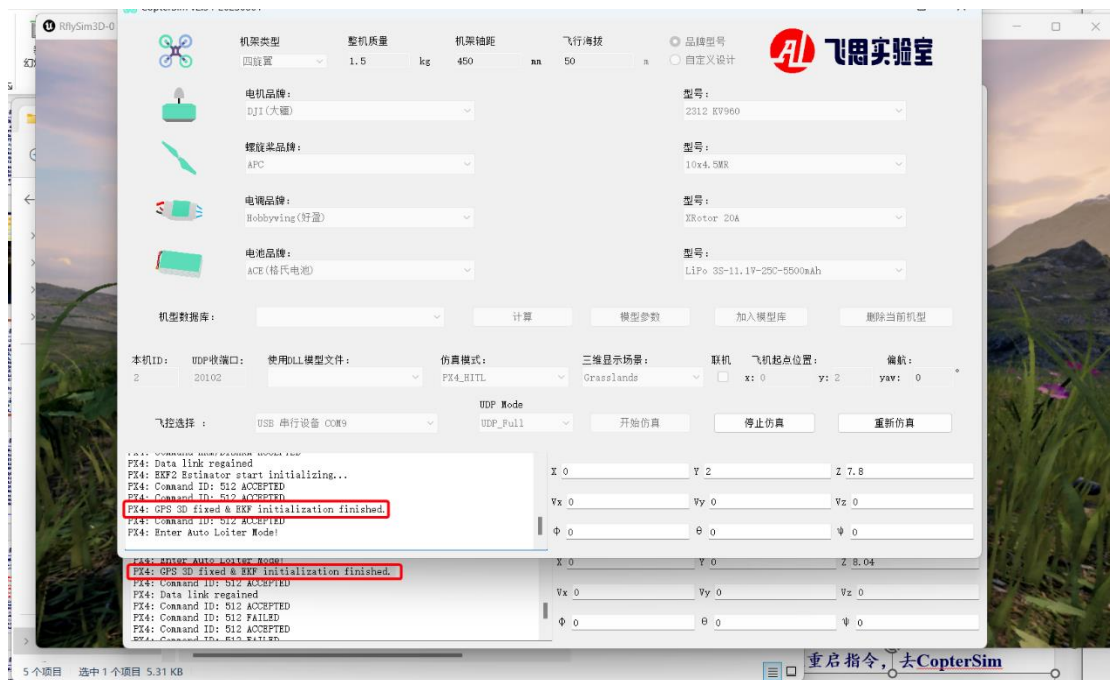 RflySim3D-0
机架类型 整机质量 机架轴距 飞行海拔 品牌型号
四旋翼 1.5 kg 450 mm 50 m 自定义设计
飞思实验室
电机品牌: 型号:
DJI(大疆) 2312 KV960
螺旋桨品牌: 型号:
APC 10x4.5MR
电调品牌: 型号:
Hobbywing(好盈) XRotor 20A
电池品牌: 型号:
ACE(格氏电池) LiPo 3S-11.1V-25C-5500mAh
机型数据库: 计算 模型参数 加入模型库 删除当前机型
本机ID: UDP收端口: 使用DLL模型文件: 仿真模式: 三维显示场景: 联机 飞机起点位置: 偏航:
2 20102 PX4_HITL Grasslands x: 0 y: 2 yaw: 0 °
UDP Mode
飞控选择 : USB 串行设备 COM9 UDP_Full 开始仿真 停止仿真 重新仿真
PX4: Data link regained
PX4: EKF2 Estimator start initializing...
PX4: Command ID: 512 ACCEPTED
PX4: Command ID: 512 ACCEPTED
PX4: GPS 3D fixed & EKF initialization finished.
PX4: Command ID: 512 ACCEPTED
PX4: Enter Auto Loiter Mode!
X 0 Y 2 Z 7.8
Vx 0 Vy 0 Vz 0
Φ 0 θ 0 ψ 0
PX4: Enter Auto Loiter Mode!
PX4: GPS 3D fixed & EKF initialization finished.
PX4: Command ID: 512 ACCEPTED
PX4: Data link regained
PX4: Command ID: 512 ACCEPTED
PX4: Command ID: 512 FAILED
PX4: Command ID: 512 ACCEPTED
PX4: Command ID: 512 FAILED
X 0 Y 0 Z 8.04
Vx 0 Vy 0 Vz 0
Φ 0 θ 0 ψ 0
5 个项目 选中 1 个项目 5.31 KB
重启指令，去CopterSim